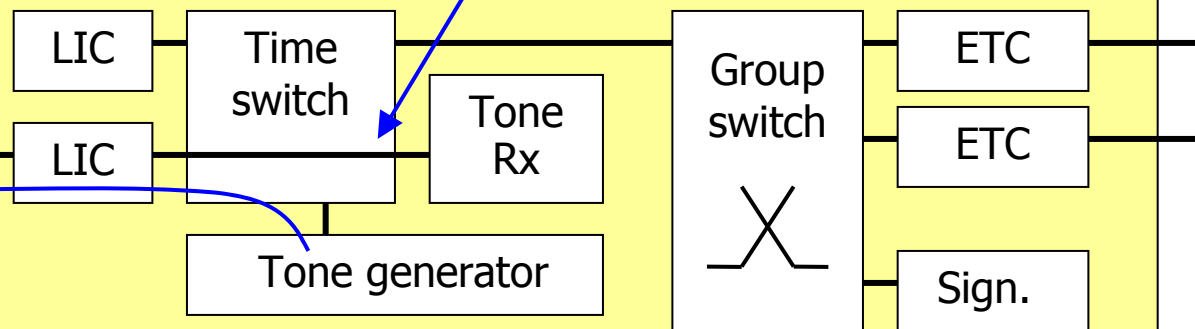 LIC
Time
switch
Group
switch
ETC
Tone
Rx
LIC
ETC
Tone generator
Sign.